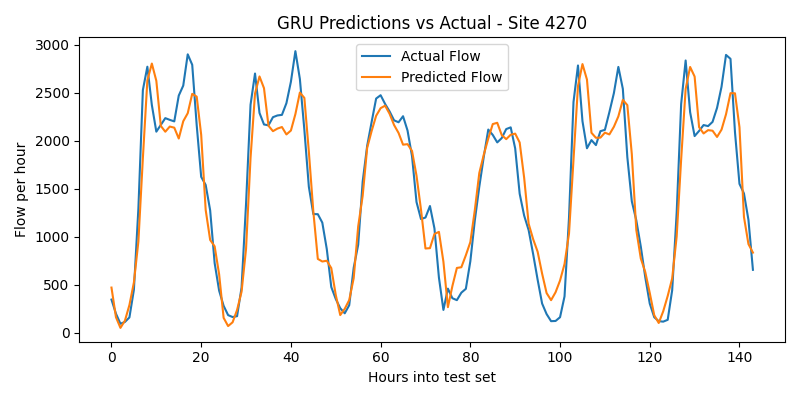 GRU Predictions vs Actual - Site 4270
Actual Flow
Predicted Flow
Flow per hour
3000
2500
2000
1500
1000
500
0
0 20 40 60 80 100 120 140
Hours into test set